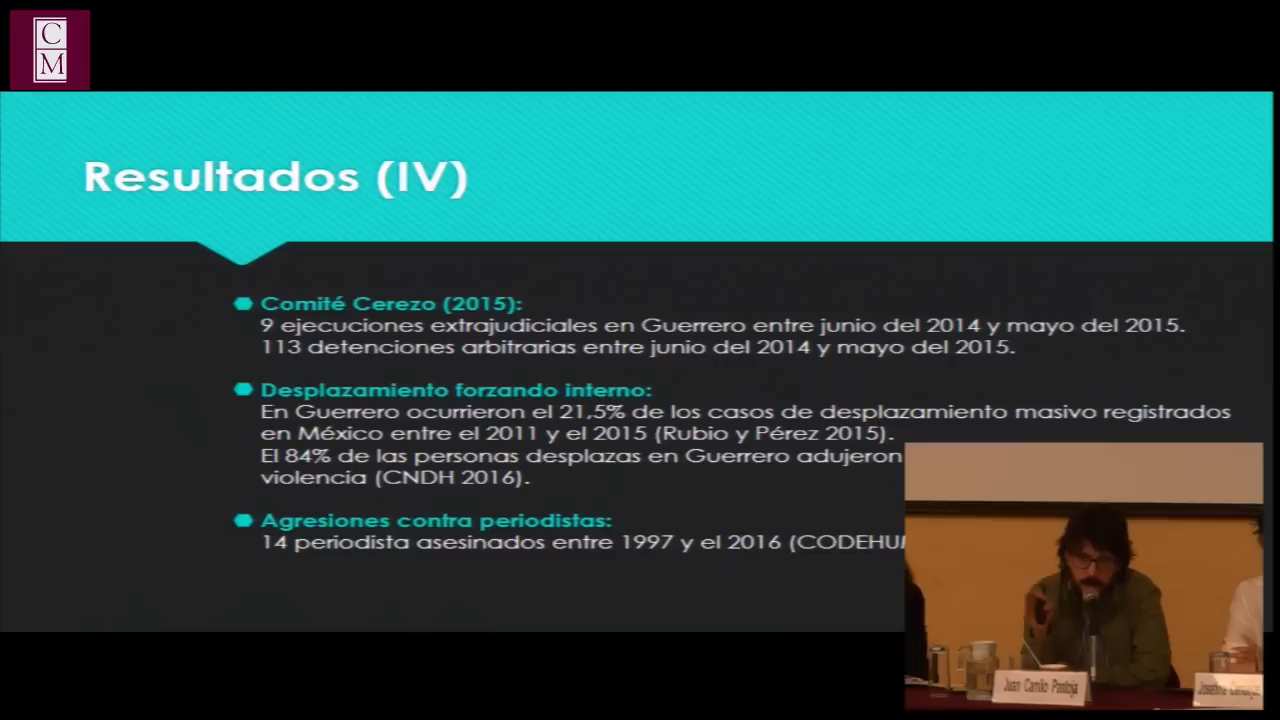 C
M
Resultados (IV)
Comité Cerezo (2015):
9 ejecuciones extrajudiciales en Guerrero entre junio del 2014 y mayo del 2015.
113 detenciones arbitrarias entre junio del 2014 y mayo del 2015.
Desplazamiento forzando interno:
En Guerrero ocurrieron el 21,5% de los casos de desplazamiento masivo registrados
en México entre el 2011 y el 2015 (Rubio y Pérez 2015).
El 84% de las personas desplazas en Guerrero adujeron
violencia (CNDH 2016).
Agresiones contra periodistas:
14 periodista asesinados entre 1997 y el 2016
Juan Camilo Pantoja